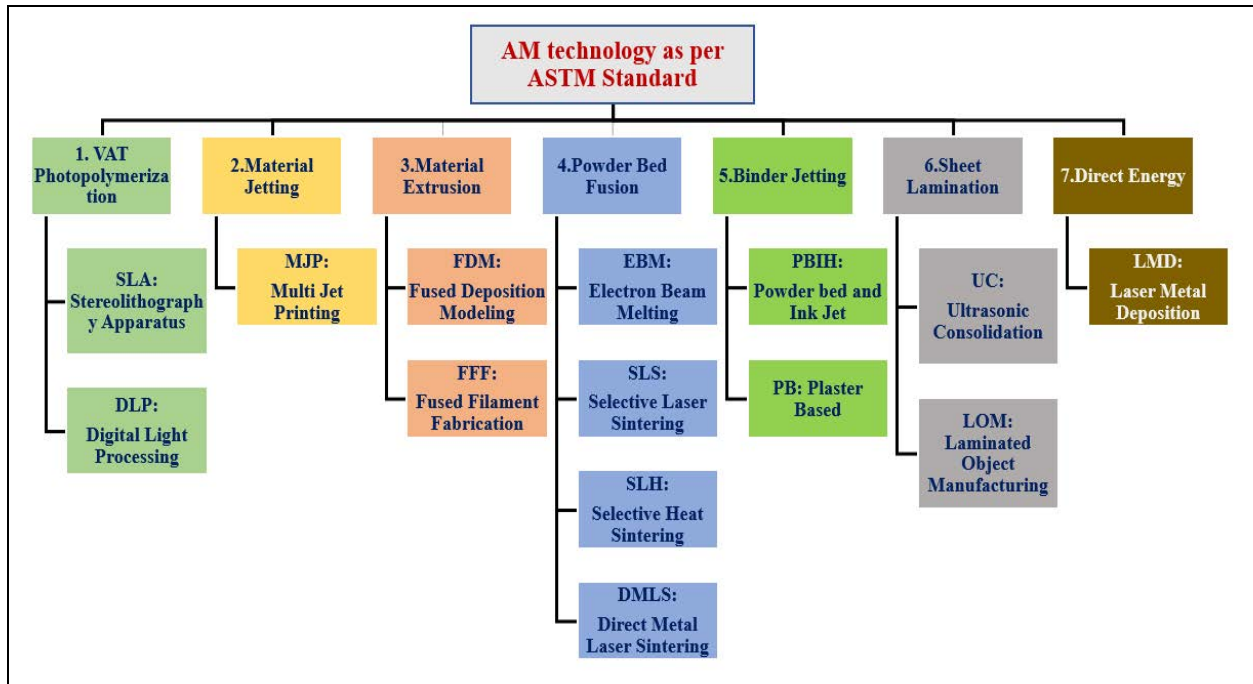 AM technology as per
ASTM Standard
1. VAT
Photopolymeriza
tion
2.Material
Jetting
3.Material
Extrusion
4.Powder Bed
Fusion
5.Binder Jetting
6.Sheet
Lamination
7.Direct Energy
SLA:
Stereolithograph
y Apparatus
DLP:
Digital Light
Processing
MJP:
Multi Jet
Printing
FDM:
Fused Deposition
Modeling
FFF:
Fused Filament
Fabrication
EBM:
Electron Beam
Melting
SLS:
Selective Laser
Sintering
SLH:
Selective Heat
Sintering
DMLS:
Direct Metal
Laser Sintering
PBIH:
Powder bed and
Ink Jet
PB: Plaster
Based
UC:
Ultrasonic
Consolidation
LOM:
Laminated
Object
Manufacturing
LMD:
Laser Metal
Deposition